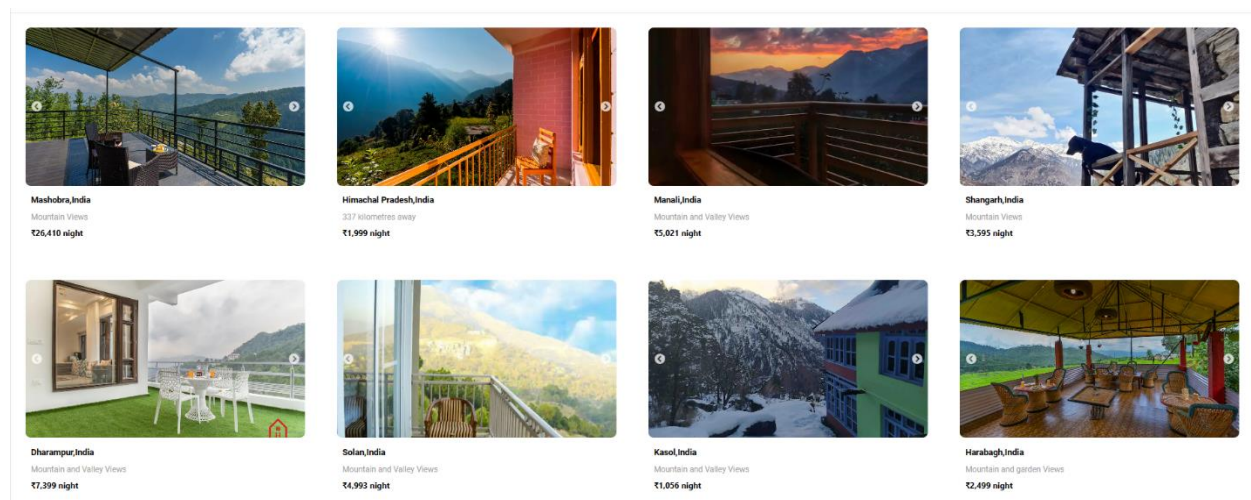 Mashobra,India
Mountain Views
₹26,410 night
Himachal Pradesh,India
337 kilometres away
₹1,999 night
Manali,India
Mountain and Valley Views
₹5,021 night
Shangarh,India
Mountain Views
₹3,595 night
Dharampur,India
Mountain and Valley Views
₹7,399 night
Solan,India
Mountain and Valley Views
₹4,993 night
Kasol,India
Mountain and Valley Views
₹1,056 night
Harabagh,India
Mountain and garden Views
₹2,499 night